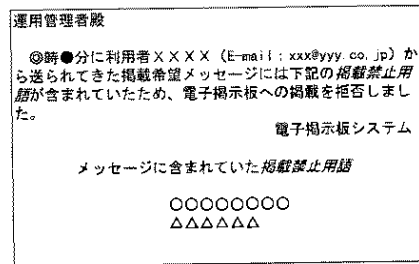 運用管理者殿
◎時●分に利用者××××（E-mail：xxx@yyy.co.jp）か
ら送られてきた掲載希望メッセージには下記の掲載禁止用
語が含まれていたため、電子掲示板への掲載を拒否しまし
た。
電子掲示板システム
メッセージに含まれていた掲載禁止用語
○○○○○○○○
△△△△△△